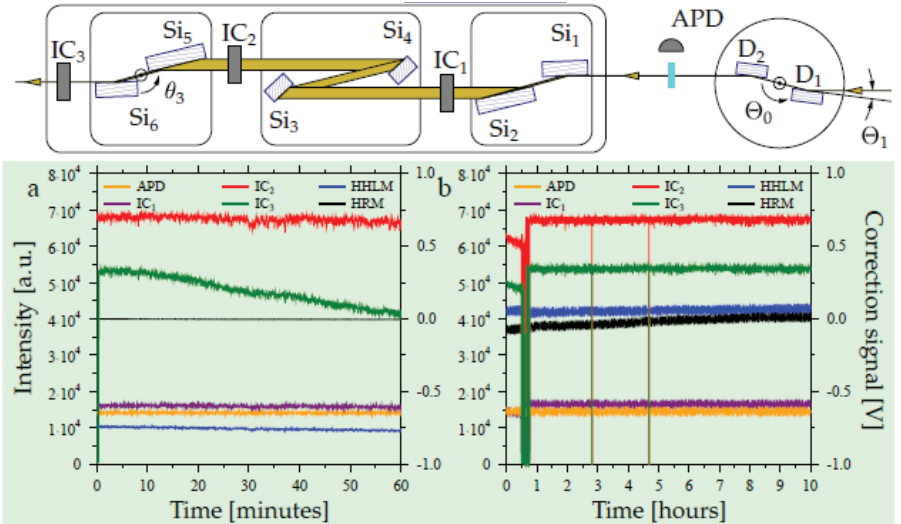 APD
IC₃
Si₅
IC₂
Si₄
IC₁
Si₁
D₂
D₁
θ₃
Si₆
Si₃
Si₂
Θ₀
Θ₁
a
APD
IC₂
HHLM
IC₁
IC₃
HRM
8·10⁴
7·10⁴
6·10⁴
5·10⁴
4·10⁴
3·10⁴
2·10⁴
1·10⁴
0
1.0
0.5
0.0
-0.5
-1.0
0 10 20 30 40 50 60
Intensity [a.u.]
Time [minutes]
b
APD
IC₂
HHLM
IC₁
IC₃
HRM
8·10⁴
7·10⁴
6·10⁴
5·10⁴
4·10⁴
3·10⁴
2·10⁴
1·10⁴
0
1.0
0.5
0.0
-0.5
-1.0
0 1 2 3 4 5 6 7 8 9 10
Correction signal [V]
Time [hours]